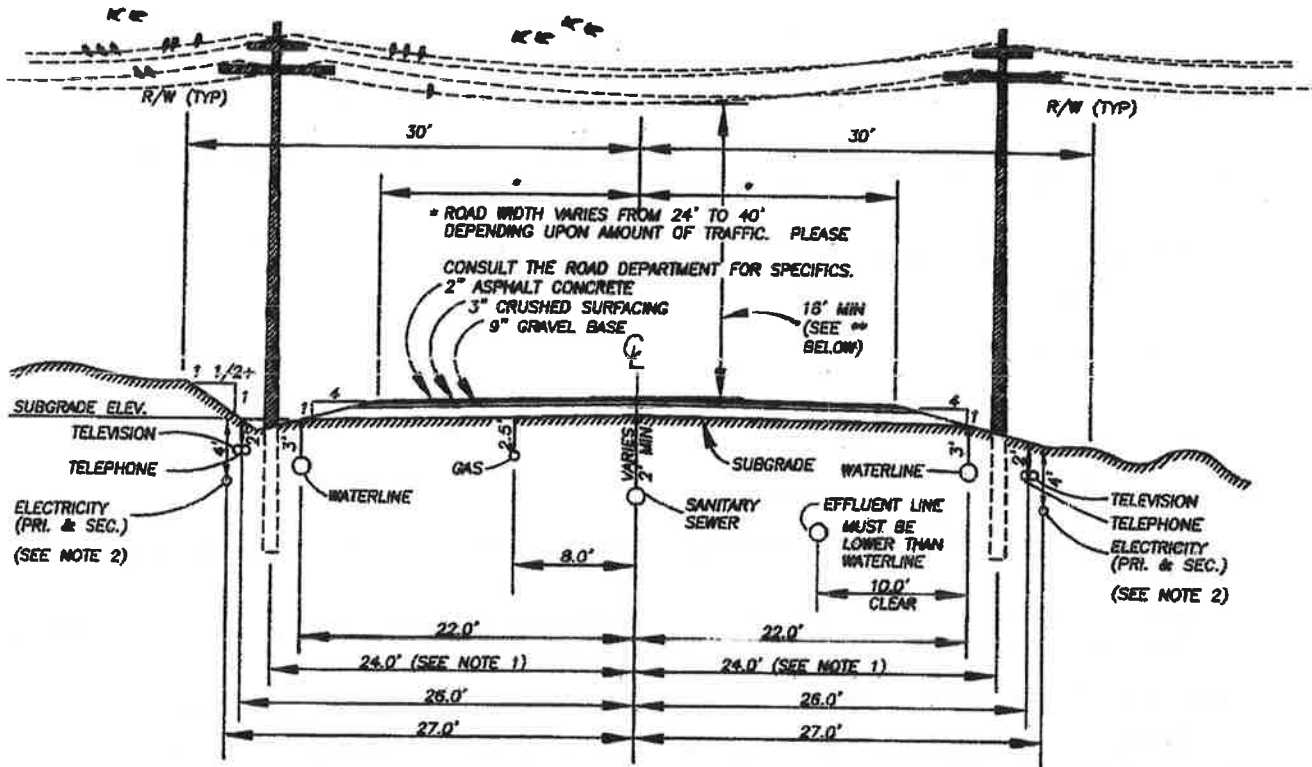 R/W (TYP)
R/W (TYP)
30'
30'
*
*
* ROAD WIDTH VARIES FROM 24' TO 40'
DEPENDING UPON AMOUNT OF TRAFFIC. PLEASE
CONSULT THE ROAD DEPARTMENT FOR SPECIFICS.
2" ASPHALT CONCRETE
3" CRUSHED SURFACING
9" GRAVEL BASE
18' MIN
(SEE **
BELOW)
CL
1 1/2+
1
4
1
4
1
SUBGRADE ELEV.
TELEVISION
TELEPHONE
ELECTRICITY
(PRI. & SEC.)
(SEE NOTE 2)
4'
2'
3'
WATERLINE
2.5'
GAS
VARIES
2' MIN
SUBGRADE
SANITARY
SEWER
WATERLINE
3'
2'
4'
EFFLUENT LINE
MUST BE
LOWER THAN
WATERLINE
TELEVISION
TELEPHONE
ELECTRICITY
(PRI. & SEC.)
(SEE NOTE 2)
8.0'
10.0'
CLEAR
22.0'
22.0'
24.0' (SEE NOTE 1)
24.0' (SEE NOTE 1)
26.0'
26.0'
27.0'
27.0'